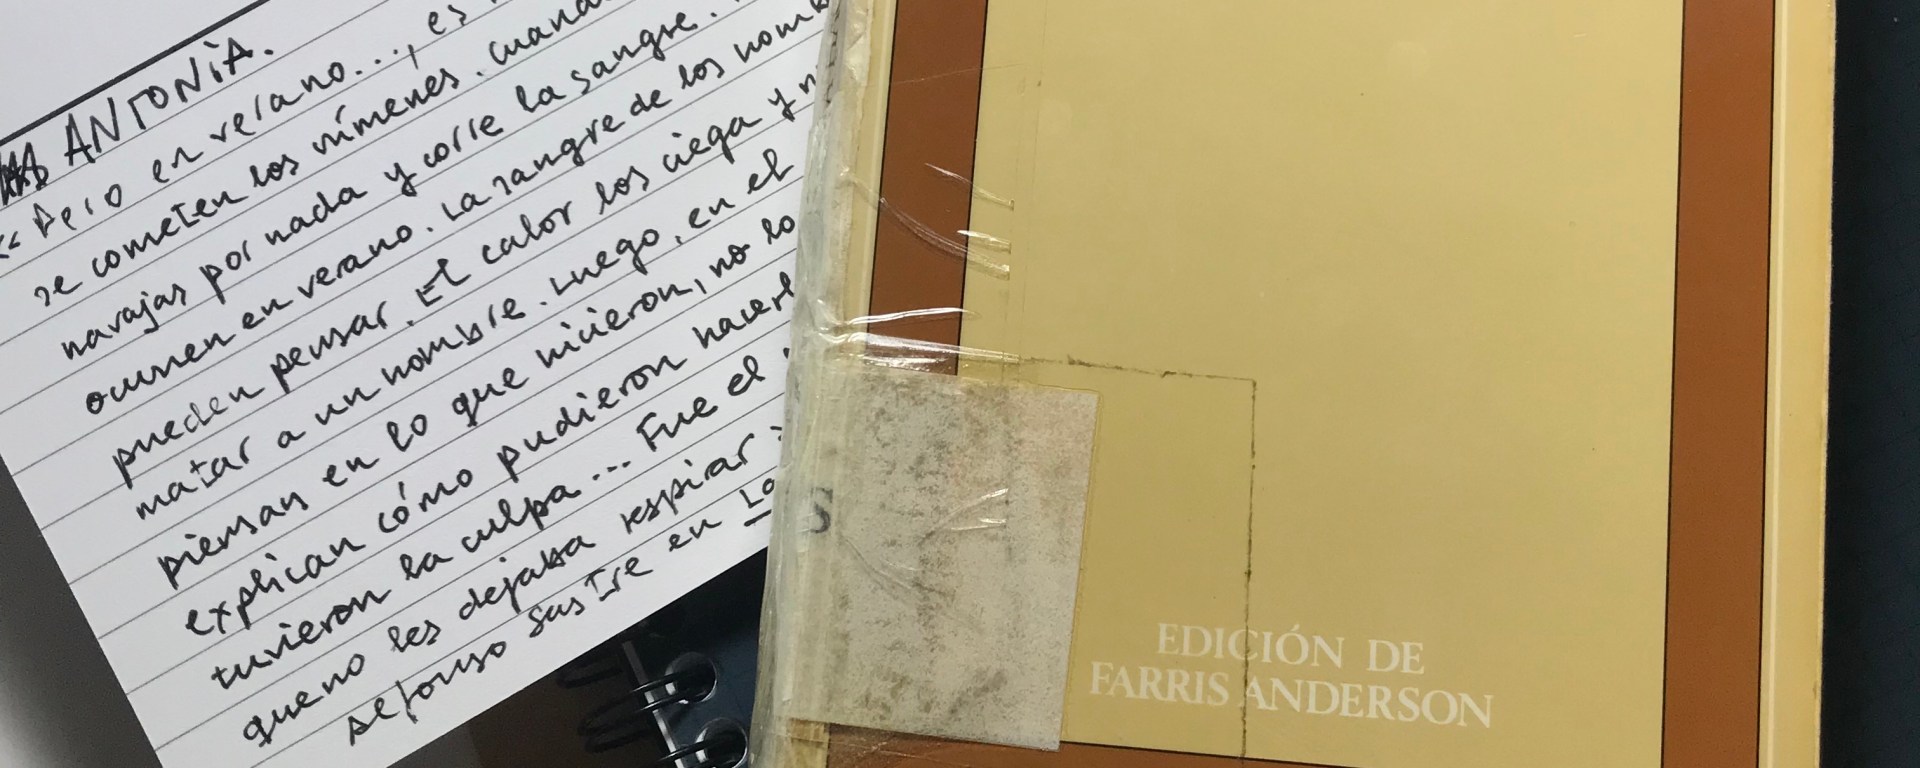 ANTONIA.
«Pero en verano..., es
se cometen los crímenes. cuand
navajas por nada y corre la sangre.
ocurren en verano. La sangre de los homb
pueden pensar. El calor los ciega y
matar a un hombre. Luego, en el
piensan en lo que hicieron, no lo
explican cómo pudieron hacerl
tuvieron la culpa... Fue el
que no les dejaba respirar
Alfonso Sastre en La
EDICIÓN DE
FARRIS ANDERSON